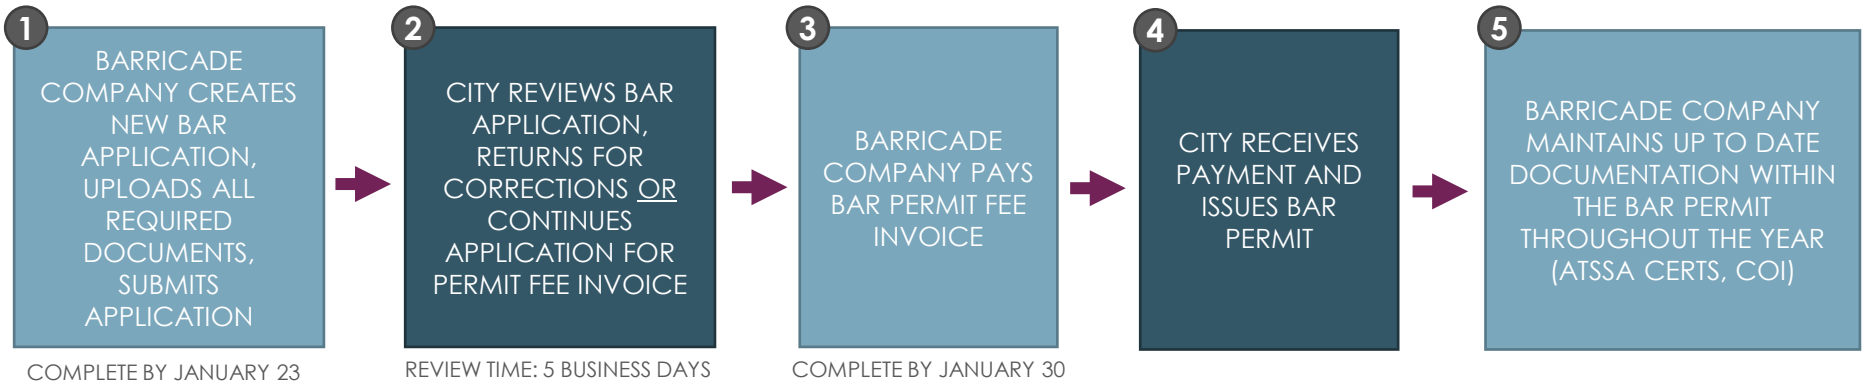 1
BARRICADE
COMPANY CREATES
NEW BAR
APPLICATION,
UPLOADS ALL
REQUIRED
DOCUMENTS,
SUBMITS
APPLICATION
COMPLETE BY JANUARY 23
2
CITY REVIEWS BAR
APPLICATION,
RETURNS FOR
CORRECTIONS OR
CONTINUES
APPLICATION FOR
PERMIT FEE INVOICE
REVIEW TIME: 5 BUSINESS DAYS
3
BARRICADE
COMPANY PAYS
BAR PERMIT FEE
INVOICE
COMPLETE BY JANUARY 30
4
CITY RECEIVES
PAYMENT AND
ISSUES BAR
PERMIT
5
BARRICADE COMPANY
MAINTAINS UP TO DATE
DOCUMENTATION WITHIN
THE BAR PERMIT
THROUGHOUT THE YEAR
(ATSSA CERTS, COI)